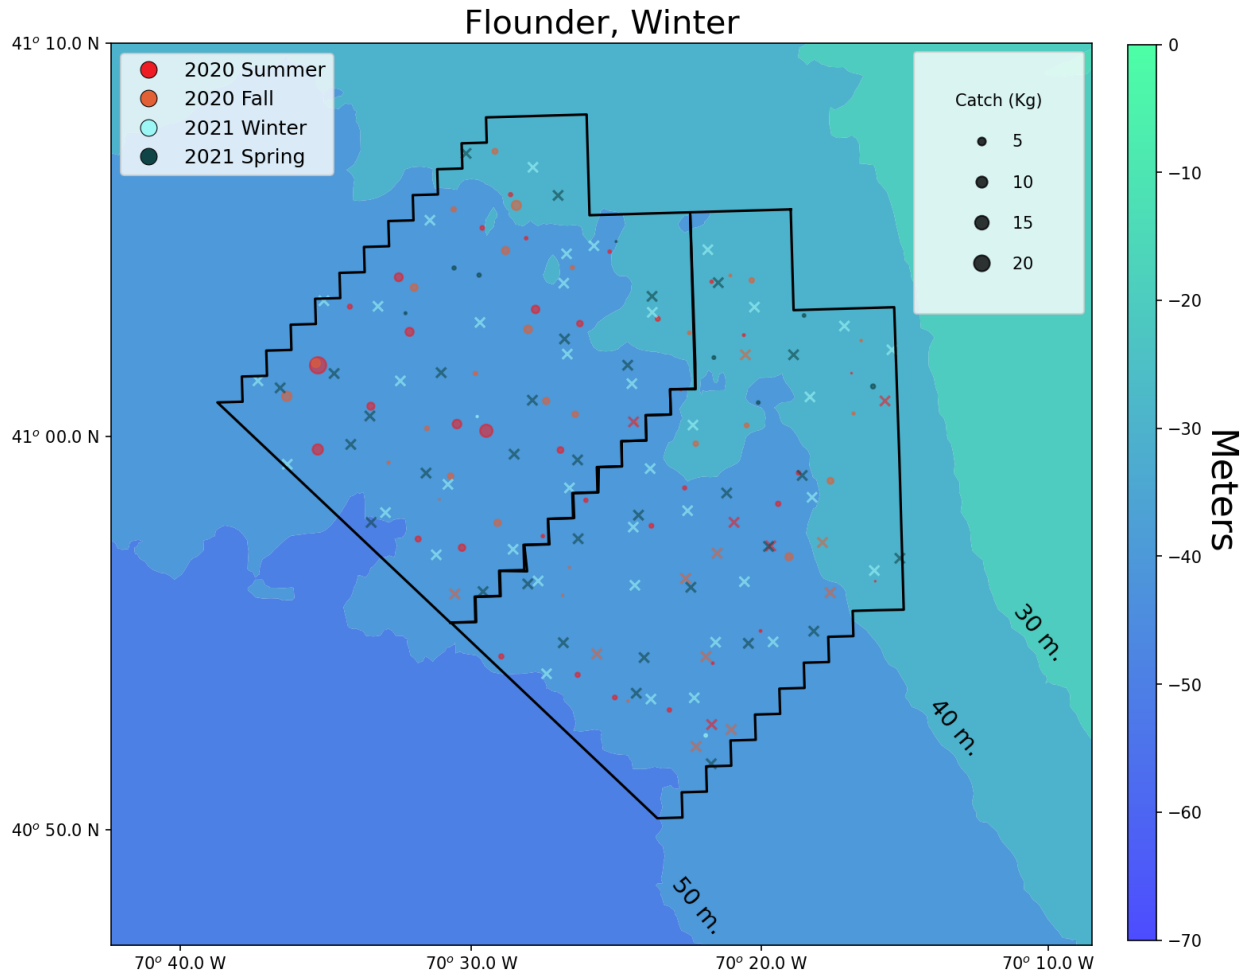 Flounder, Winter
41° 10.0 N
41° 00.0 N
40° 50.0 N
70° 40.0 W
70° 30.0 W
70° 20.0 W
70° 10.0 W
2020 Summer
2020 Fall
2021 Winter
2021 Spring
Catch (Kg)
5
10
15
20
30 m.
40 m.
50 m.
0
−10
−20
−30
−40
−50
−60
−70
Meters